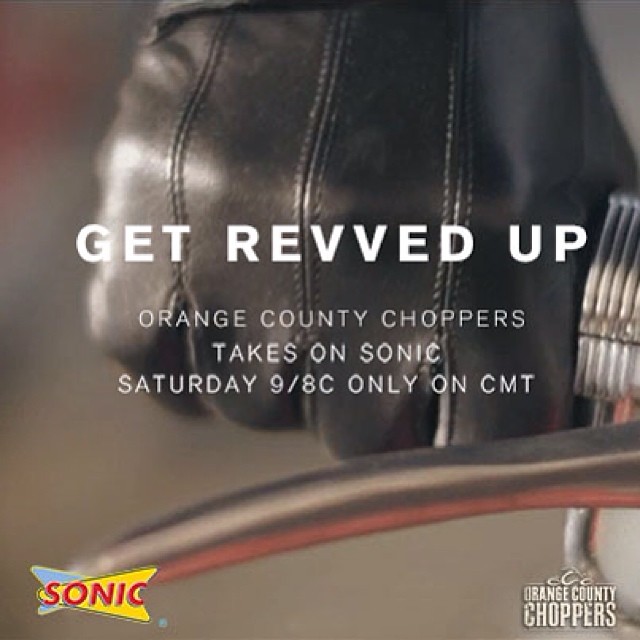 GET REVVED UP
ORANGE COUNTY CHOPPERS
TAKES ON SONIC
SATURDAY 9/8C ONLY ON CMT
SONIC
®
OCC
ORANGE COUNTY
CHOPPERS